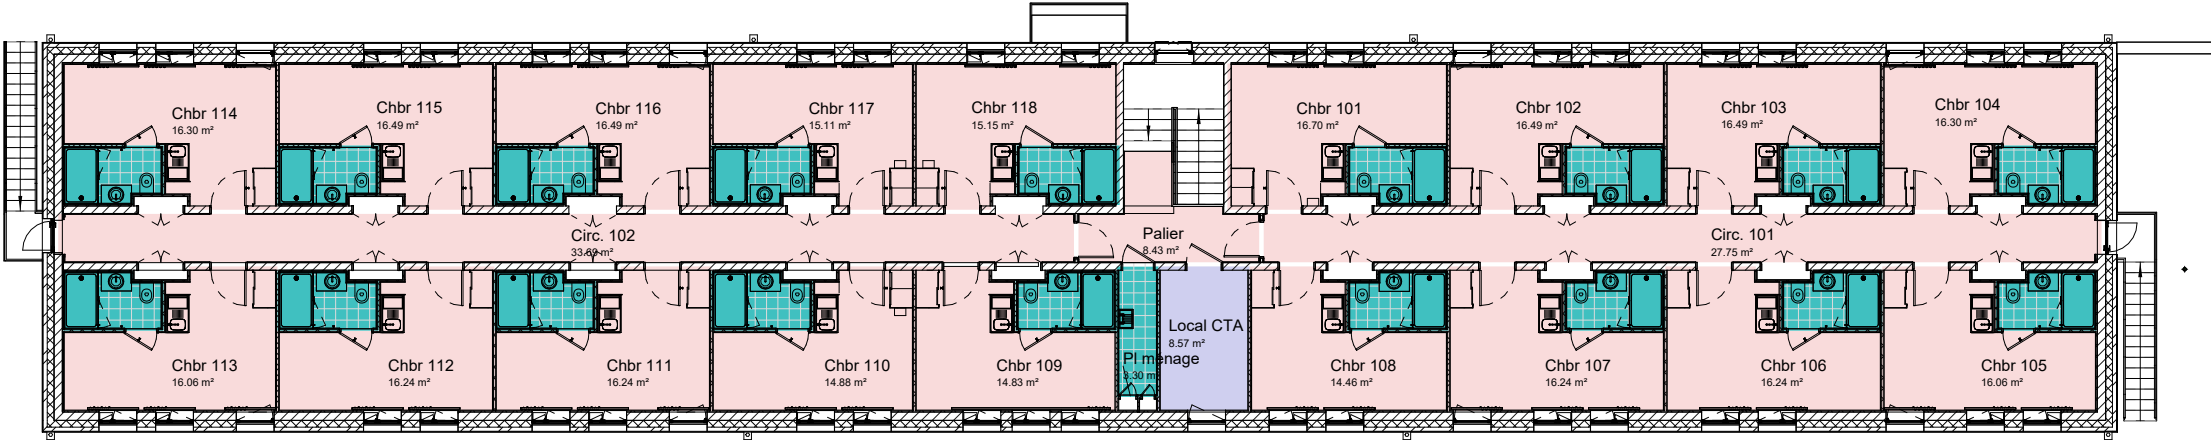 Chbr 114
16.30 m²
Chbr 115
16.49 m²
Chbr 116
16.49 m²
Chbr 117
15.11 m²
Chbr 118
15.15 m²
Chbr 101
16.70 m²
Chbr 102
16.49 m²
Chbr 103
16.49 m²
Chbr 104
16.30 m²
Circ. 102
33.69 m²
Palier
8.43 m²
Circ. 101
27.75 m²
Chbr 113
16.06 m²
Chbr 112
16.24 m²
Chbr 111
16.24 m²
Chbr 110
14.88 m²
Chbr 109
14.83 m²
Pl ménage
3.30 m
Local CTA
8.57 m²
Chbr 108
14.46 m²
Chbr 107
16.24 m²
Chbr 106
16.24 m²
Chbr 105
16.06 m²